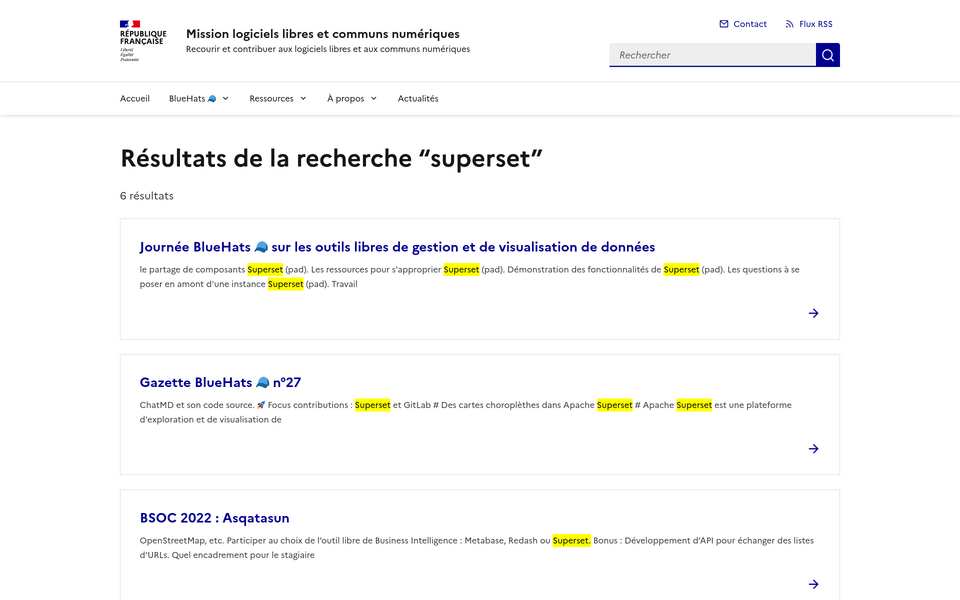 RÉPUBLIQUE
FRANÇAISE
Liberté
Égalité
Fraternité
Mission logiciels libres et communs numériques
Recourir et contribuer aux logiciels libres et aux communs numériques
Contact
Flux RSS
Rechercher
Accueil
BlueHats 🧢
Ressources
À propos
Actualités
Résultats de la recherche “superset”
6 résultats
Journée BlueHats 🧢 sur les outils libres de gestion et de visualisation de données
le partage de composants Superset (pad). Les ressources pour s'approprier Superset (pad). Démonstration des fonctionnalités de Superset (pad). Les questions à se
poser en amont d'une instance Superset (pad). Travail
Gazette BlueHats 🧢 n°27
ChatMD et son code source. 🚀 Focus contributions : Superset et GitLab # Des cartes choroplèthes dans Apache Superset # Apache Superset est une plateforme
d'exploration et de visualisation de
BSOC 2022 : Asqatasun
OpenStreetMap, etc. Participer au choix de l’outil libre de Business Intelligence : Metabase, Redash ou Superset. Bonus : Développement d’API pour échanger des listes
d’URLs. Quel encadrement pour le stagiaire